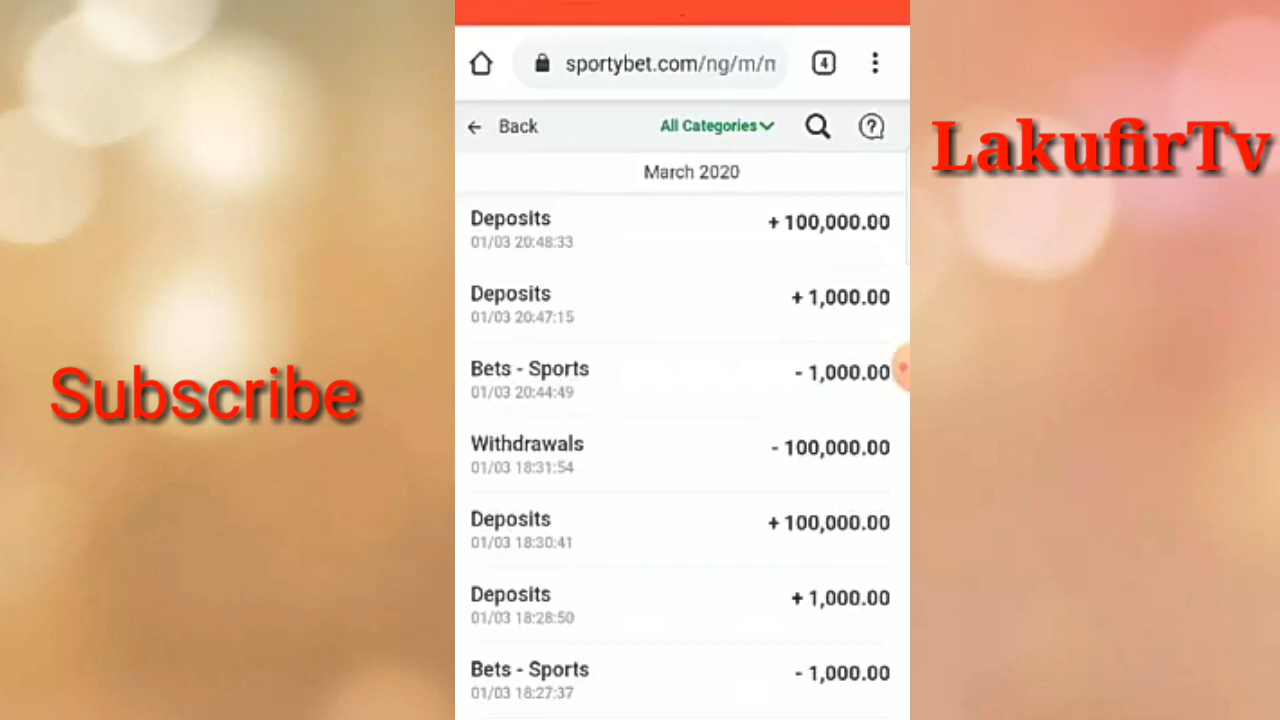 Subscribe
sportybet.com/ng/m/m
4
Back
All Categories
March 2020
Deposits
+ 100,000.00
01/03 20:48:33
Deposits
+ 1,000.00
01/03 20:47:15
Bets - Sports
- 1,000.00
01/03 20:44:49
Withdrawals
- 100,000.00
01/03 18:31:54
Deposits
+ 100,000.00
01/03 18:30:41
Deposits
+ 1,000.00
01/03 18:28:50
Bets - Sports
- 1,000.00
01/03 18:27:37
LakufirTv